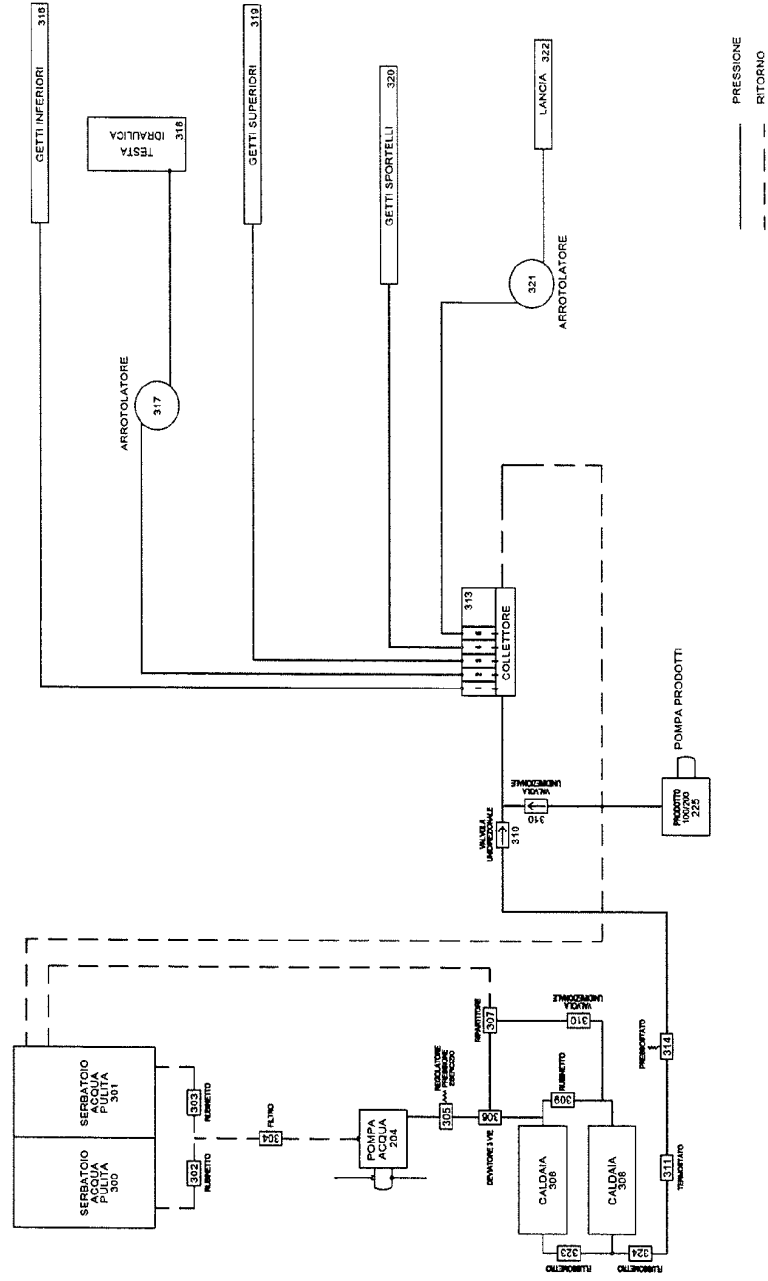 GETTI INFERIORI 316
TESTA
IDRAULICA
318
GETTI SUPERIORI 319
GETTI SPORTELLI 320
LANCIA 322
ARROTOLATORE
317
321
ARROTOLATORE
PRESSIONE
RITORNO
313
1 2 3 4 5
COLLETTORE
VALVOLA
UNIDIREZIONALE
310
VALVOLA
UNIDIREZIONALE
310
POMPA PRODOTTI
PRODOTTO
100/200
225
SERBATOIO
ACQUA
PULITA
300
SERBATOIO
ACQUA
PULITA
301
302
RUBINETTO
303
RUBINETTO
304
FILTRO
POMPA
ACQUA
204
305
REGOLATORE
PRESSIONE
ESERCIZIO
306
DEVIATORE 3 VIE
RIPARTITORE
307
310
VALVOLA
UNIDIREZIONALE
309
RUBINETTO
CALDAIA
308
CALDAIA
308
323
FLUSSOMETRO
324
FLUSSOMETRO
311
TERMOSTATO
PRESSOSTATO
314